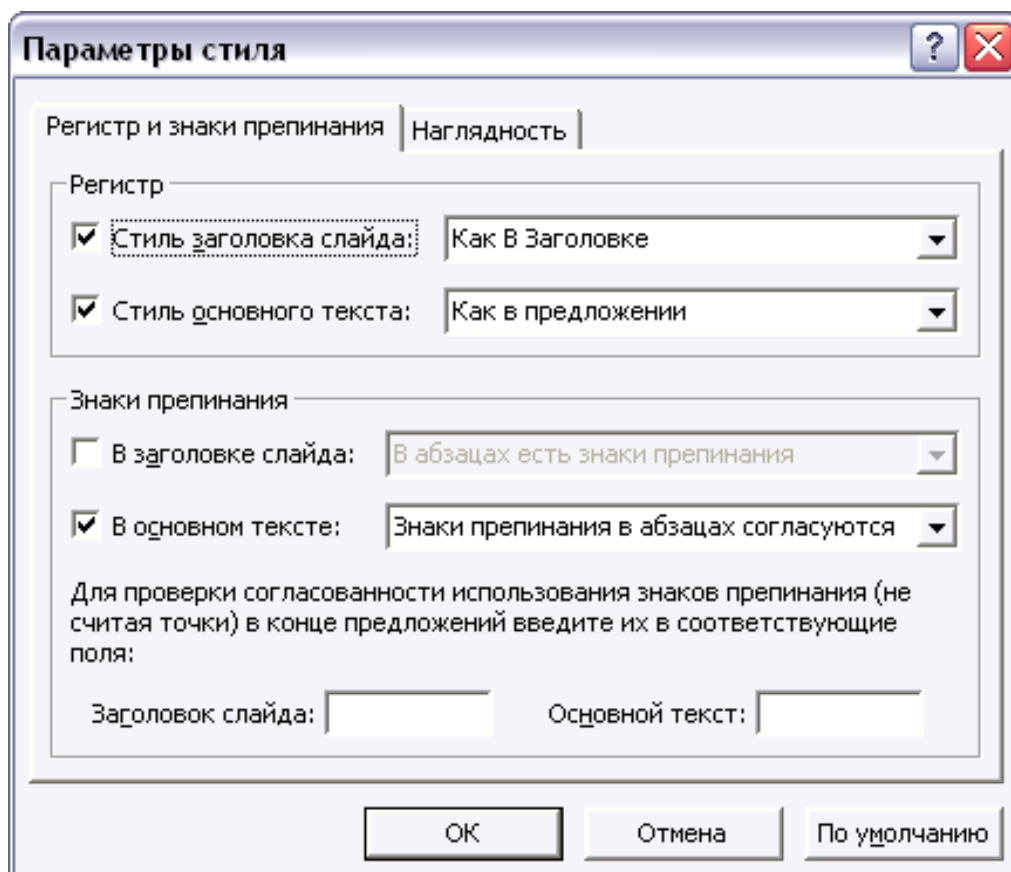 Параметры стиля
Регистр и знаки препинания
Наглядность
Регистр
Стиль заголовка слайда:
Как В Заголовке
Стиль основного текста:
Как в предложении
Знаки препинания
В заголовке слайда:
В абзацах есть знаки препинания
В основном тексте:
Знаки препинания в абзацах согласуются
Для проверки согласованности использования знаков препинания (не
считая точки) в конце предложений введите их в соответствующие
поля:
Заголовок слайда:
Основной текст:
ОК
Отмена
По умолчанию